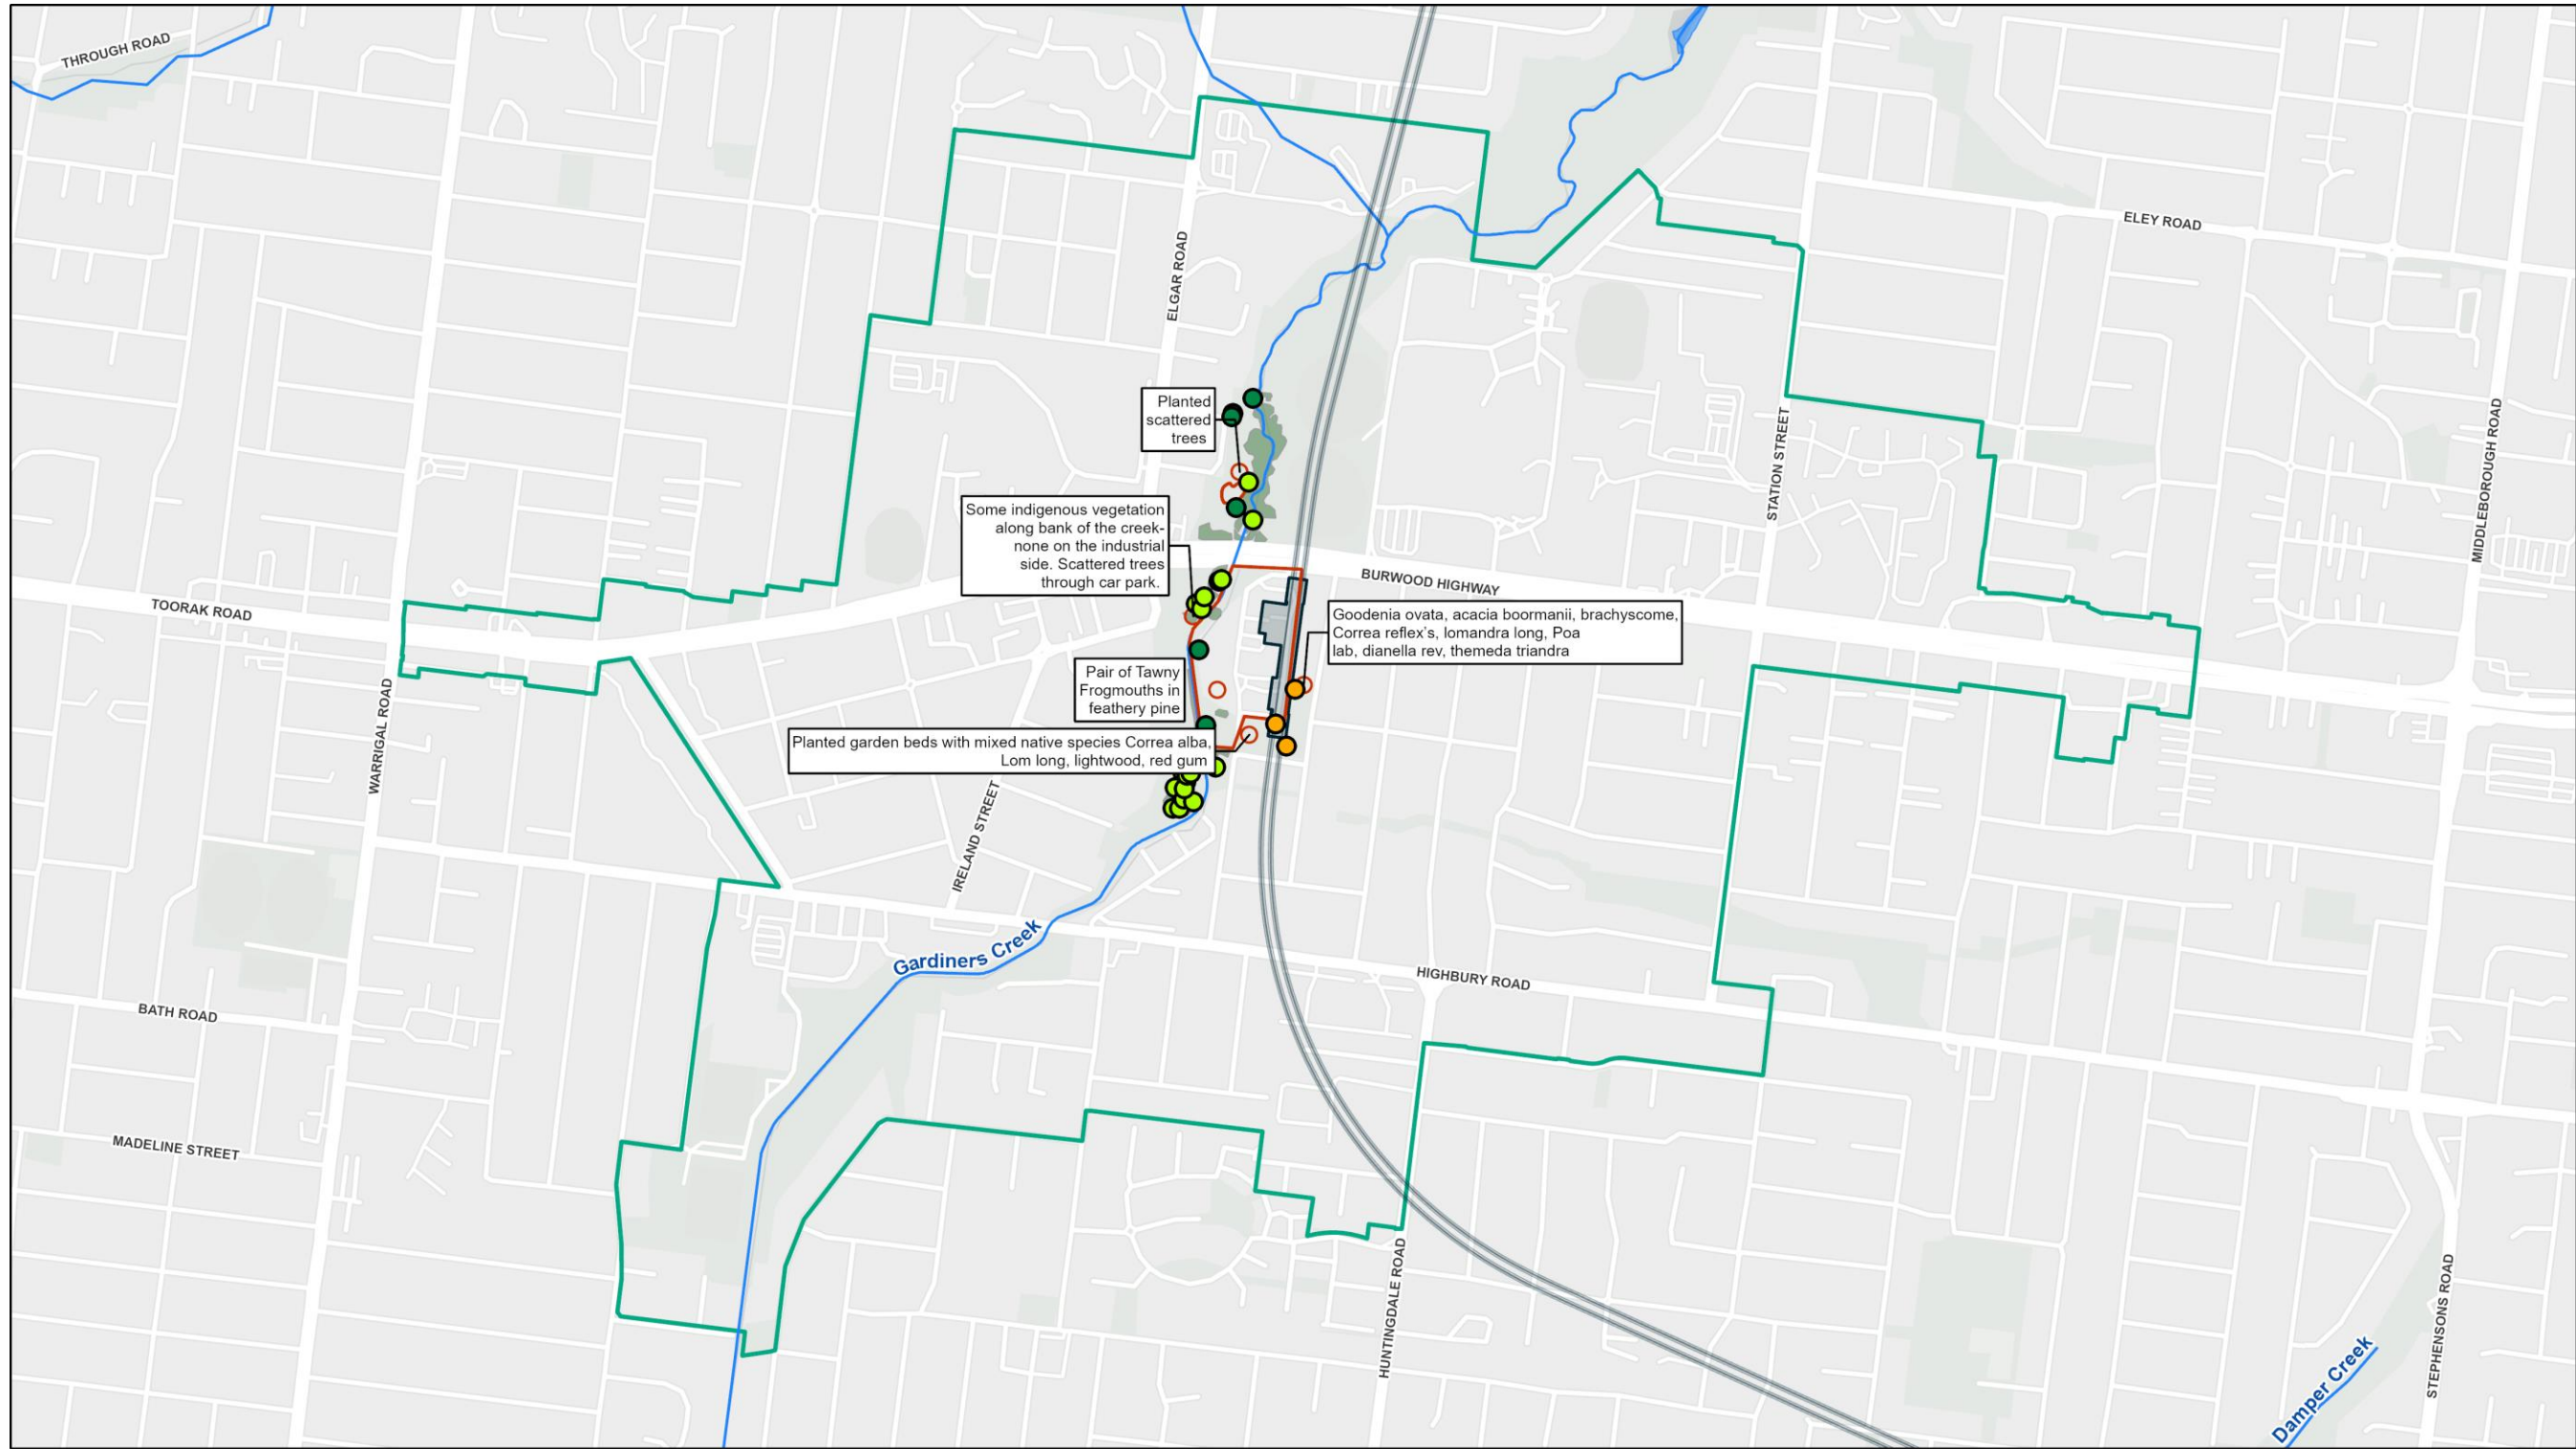 THROUGH ROAD
ELEY ROAD
ELGAR ROAD
Planted
scattered
trees
STATION STREET
MIDDLEBOROUGH ROAD
Some indigenous vegetation
along bank of the creek-
none on the industrial
side. Scattered trees
through car park.
BURWOOD HIGHWAY
TOORAK ROAD
Goodenia ovata, acacia boormanii, brachyscome,
Correa reflex's, lomandra long, Poa
lab, dianella rev, themeda triandra
Pair of Tawny
Frogmouths in
feathery pine
WARRIGAL ROAD
Planted garden beds with mixed native species Correa alba,
Lom long, lightwood, red gum
IRELAND STREET
Gardiners Creek
HIGHBURY ROAD
BATH ROAD
MADELINE STREET
HUNTINGDALE ROAD
STEPHENSONS ROAD
Damper Creek